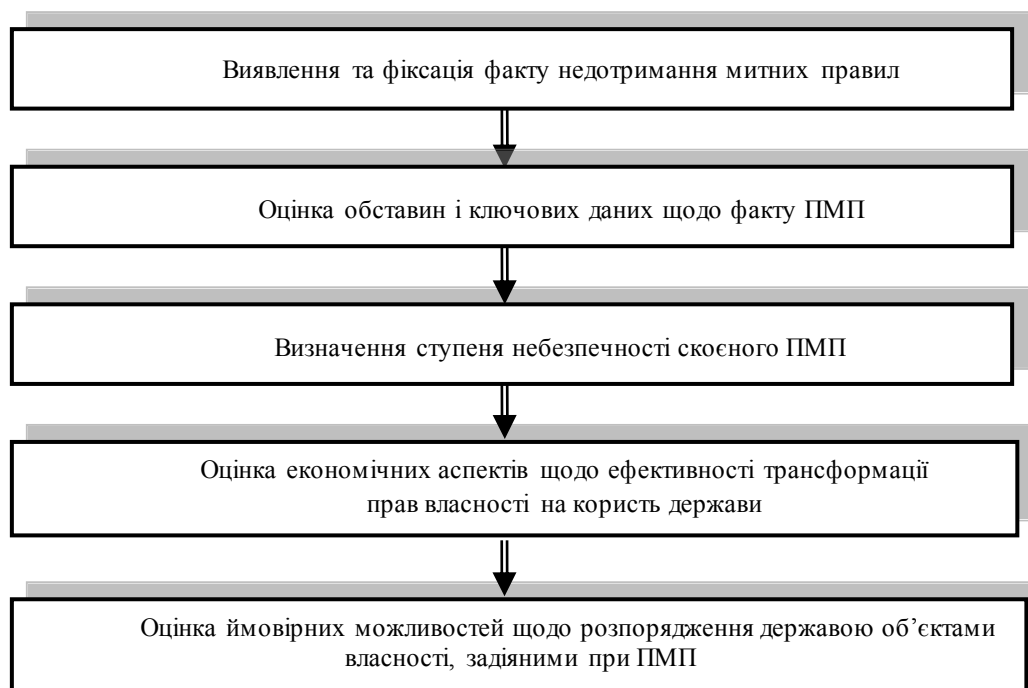 Виявлення та фіксація факту недотримання митних правил
Оцінка обставин і ключових даних щодо факту ПМП
Визначення ступеня небезпечності скоєного ПМП
Оцінка економічних аспектів щодо ефективності трансформації
прав власності на користь держави
Оцінка ймовірних можливостей щодо розпорядження державою об’єктами
власності, задіяними при ПМП